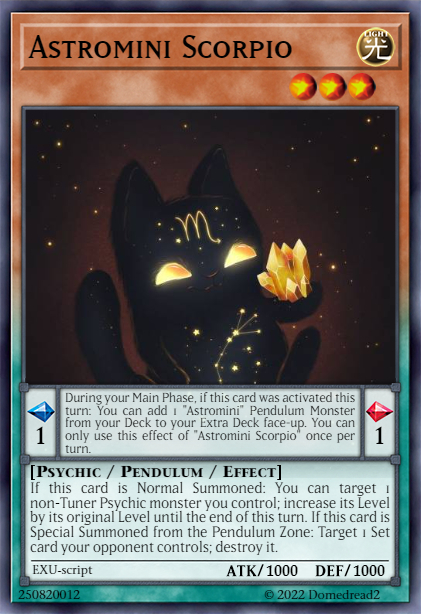 Astromini Scorpio
LIGHT
光
During your Main Phase, if this card was activated this
turn: You can add 1 "Astromini" Pendulum Monster
from your Deck to your Extra Deck face-up. You can
only use this effect of "Astromini Scorpio" once per
turn.
1
1
[Psychic / Pendulum / Effect]
If this card is Normal Summoned: You can target 1
non-Tuner Psychic monster you control; increase its Level
by its original Level until the end of this turn. If this card is
Special Summoned from the Pendulum Zone: Target 1 Set
card your opponent controls; destroy it.
EXU-script
ATK/1000 DEF/1000
250820012
© 2022 Domedread2